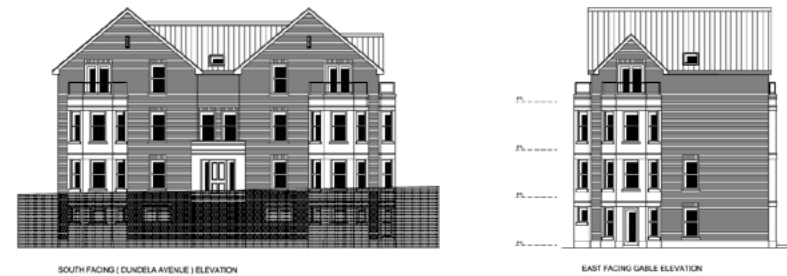 SOUTH FACING ( DUNDELA AVENUE ) ELEVATION
EAST FACING GABLE ELEVATION